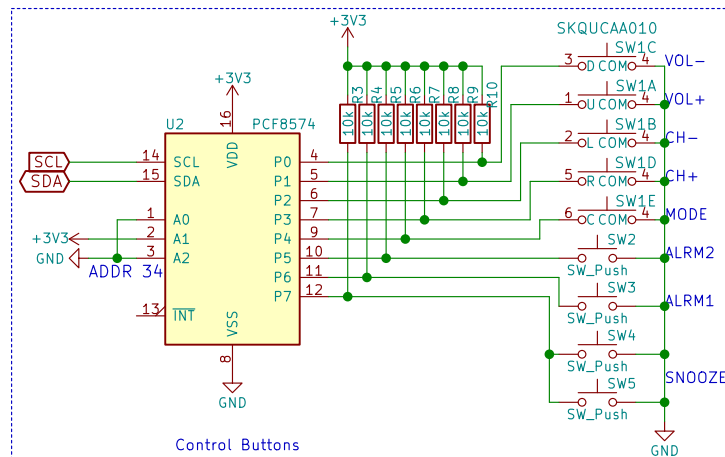 +3V3
SKQUCAA010
SW1C
3 D COM 4 VOL-
SW1A
1 U COM 4 VOL+
SW1B
2 L COM 4 CH-
SW1D
5 R COM 4 CH+
SW1E
6 C COM 4 MODE
SW2
SW_Push
ALRM2
SW3
SW_Push
ALRM1
SW4
SW_Push
SNOOZE
SW5
SW_Push
GND
R3 R4 R5 R6 R7 R8 R9 R10
10k 10k 10k 10k 10k 10k 10k 10k
+3V3
U2
PCF8574
16
VDD
SCL 14 SCL
SDA 15 SDA
1 A0
+3V3 2 A1
GND 3 A2
ADDR 34
13 INT
P0 4
P1 5
P2 6
P3 7
P4 9
P5 10
P6 11
P7 12
VSS
8
GND
Control Buttons